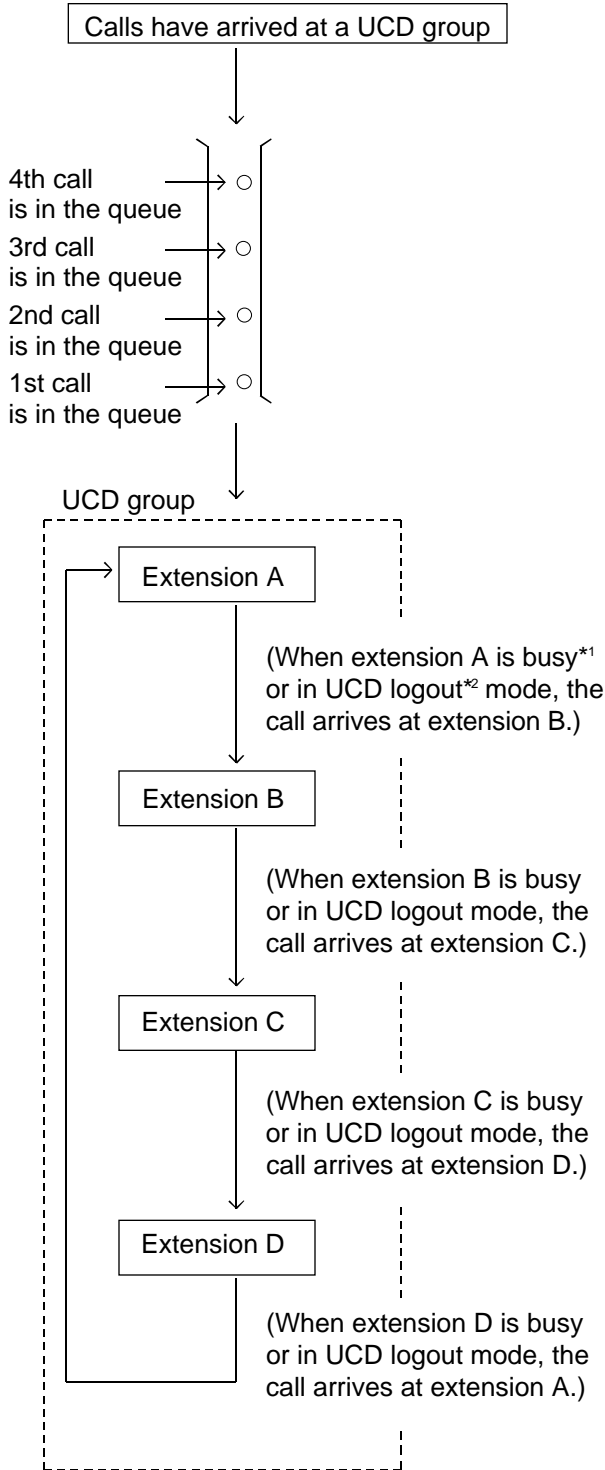 Calls have arrived at a UCD group
4th call
is in the queue
3rd call
is in the queue
2nd call
is in the queue
1st call
is in the queue
UCD group
Extension A
(When extension A is busy*1
or in UCD logout*2 mode, the
call arrives at extension B.)
Extension B
(When extension B is busy
or in UCD logout mode, the
call arrives at extension C.)
Extension C
(When extension C is busy
or in UCD logout mode, the
call arrives at extension D.)
Extension D
(When extension D is busy
or in UCD logout mode, the
call arrives at extension A.)